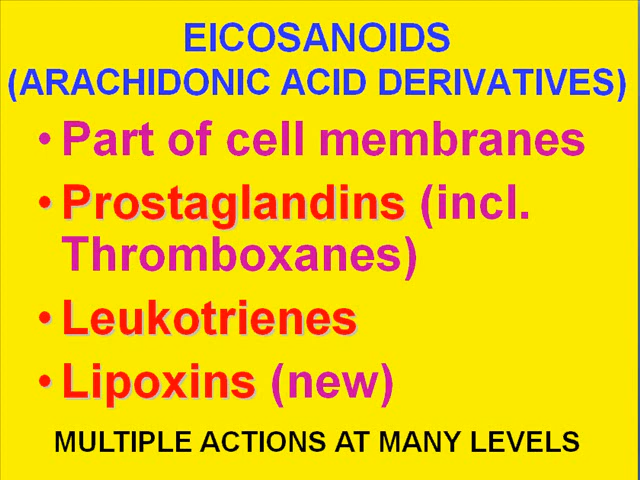 EICOSANOIDS
(ARACHIDONIC ACID DERIVATIVES)
• Part of cell membranes
• Prostaglandins (incl.
Thromboxanes)
• Leukotrienes
• Lipoxins (new)
MULTIPLE ACTIONS AT MANY LEVELS